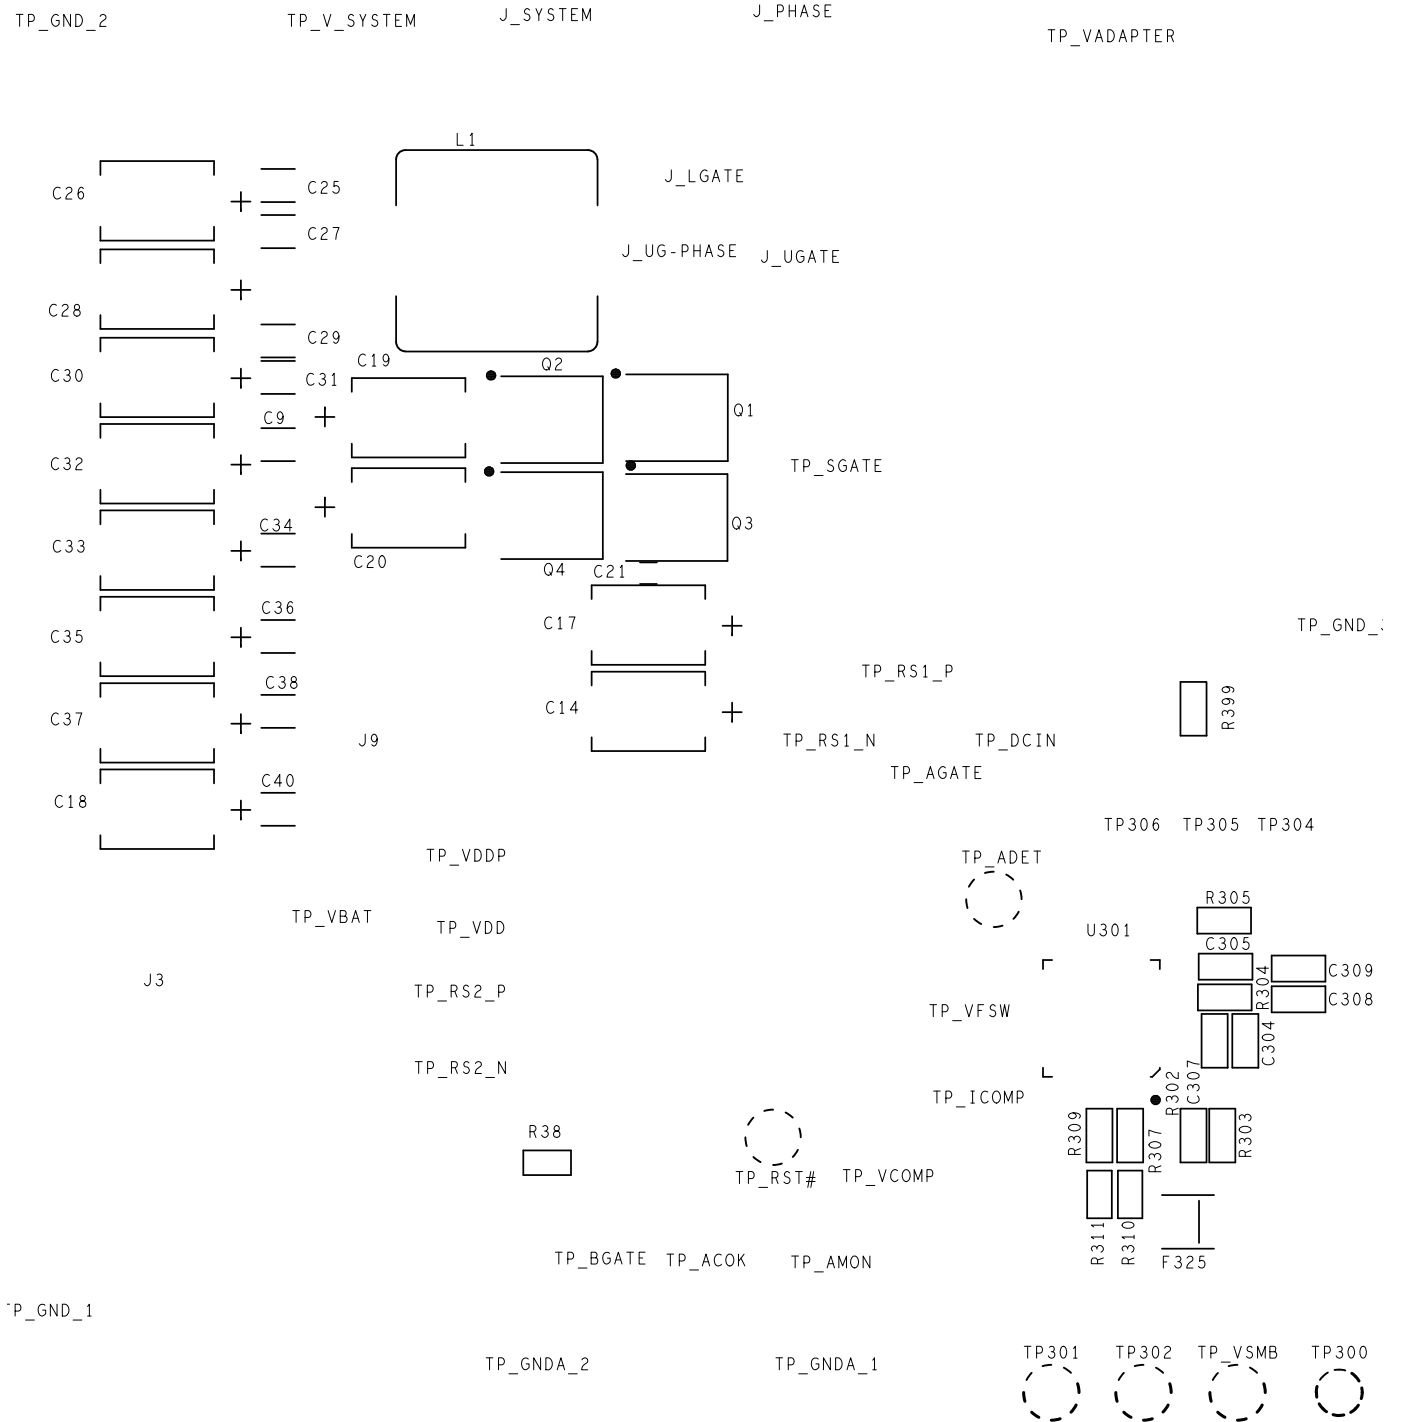 TP_GND_2
TP_V_SYSTEM
J_SYSTEM
J_PHASE
TP_VADAPTER
L1
C26
C25
J_LGATE
C27
J_UG-PHASE
J_UGATE
C28
C29
C19
Q2
C30
C31
C9
Q1
C32
TP_SGATE
C34
Q3
C33
C20
Q4
C21
C36
C35
C17
TP_GND_
TP_RS1_P
C38
C37
C14
R399
J9
TP_RS1_N
TP_DCIN
TP_AGATE
C40
C18
TP306
TP305
TP304
TP_VDDP
TP_ADET
R305
TP_VBAT
TP_VDD
U301
C305
J3
R304
C309
TP_RS2_P
C308
TP_VFSW
C304
TP_RS2_N
C307
R302
TP_ICOMP
R38
R309
R307
R303
TP_RST#
TP_VCOMP
R311
R310
TP_BGATE
TP_ACOK
TP_AMON
F325
TP_GND_1
TP_GNDA_2
TP_GNDA_1
TP301
TP302
TP_VSMB
TP300